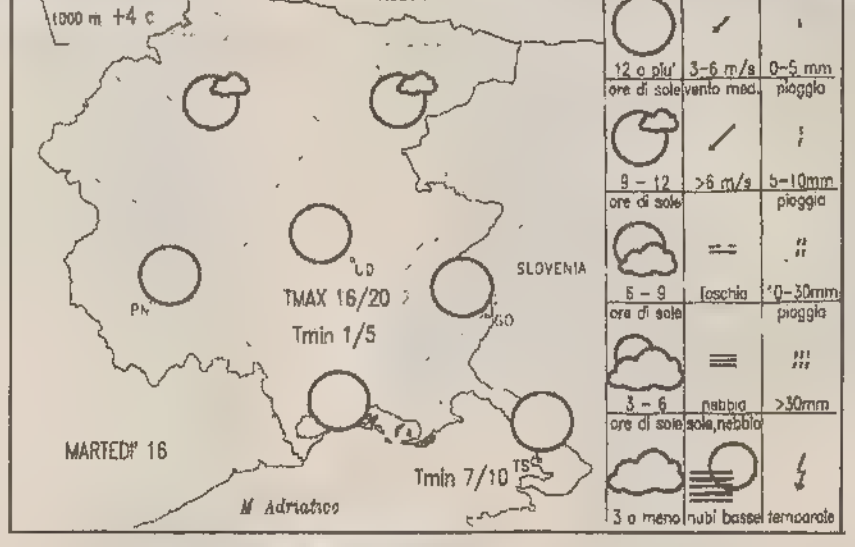 1000 m +4 c
UD
PN
TMAX 16/20
Tmin 1/5
GO
SLOVENIA
MARTEDI' 16
Tmin 7/10
TS
M Adriatico
12 o piu'
ore di sole
3-6 m/s
vento med.
0-5 mm
pioggia
9 - 12
ore di sole
>6 m/s
5-10mm
pioggia
6 - 9
ore di sole
foschia
10-30mm
pioggia
3 - 6
ore di sole
nebbia
>30mm
3 o meno
sole,nebbia
nubi basse
temporale